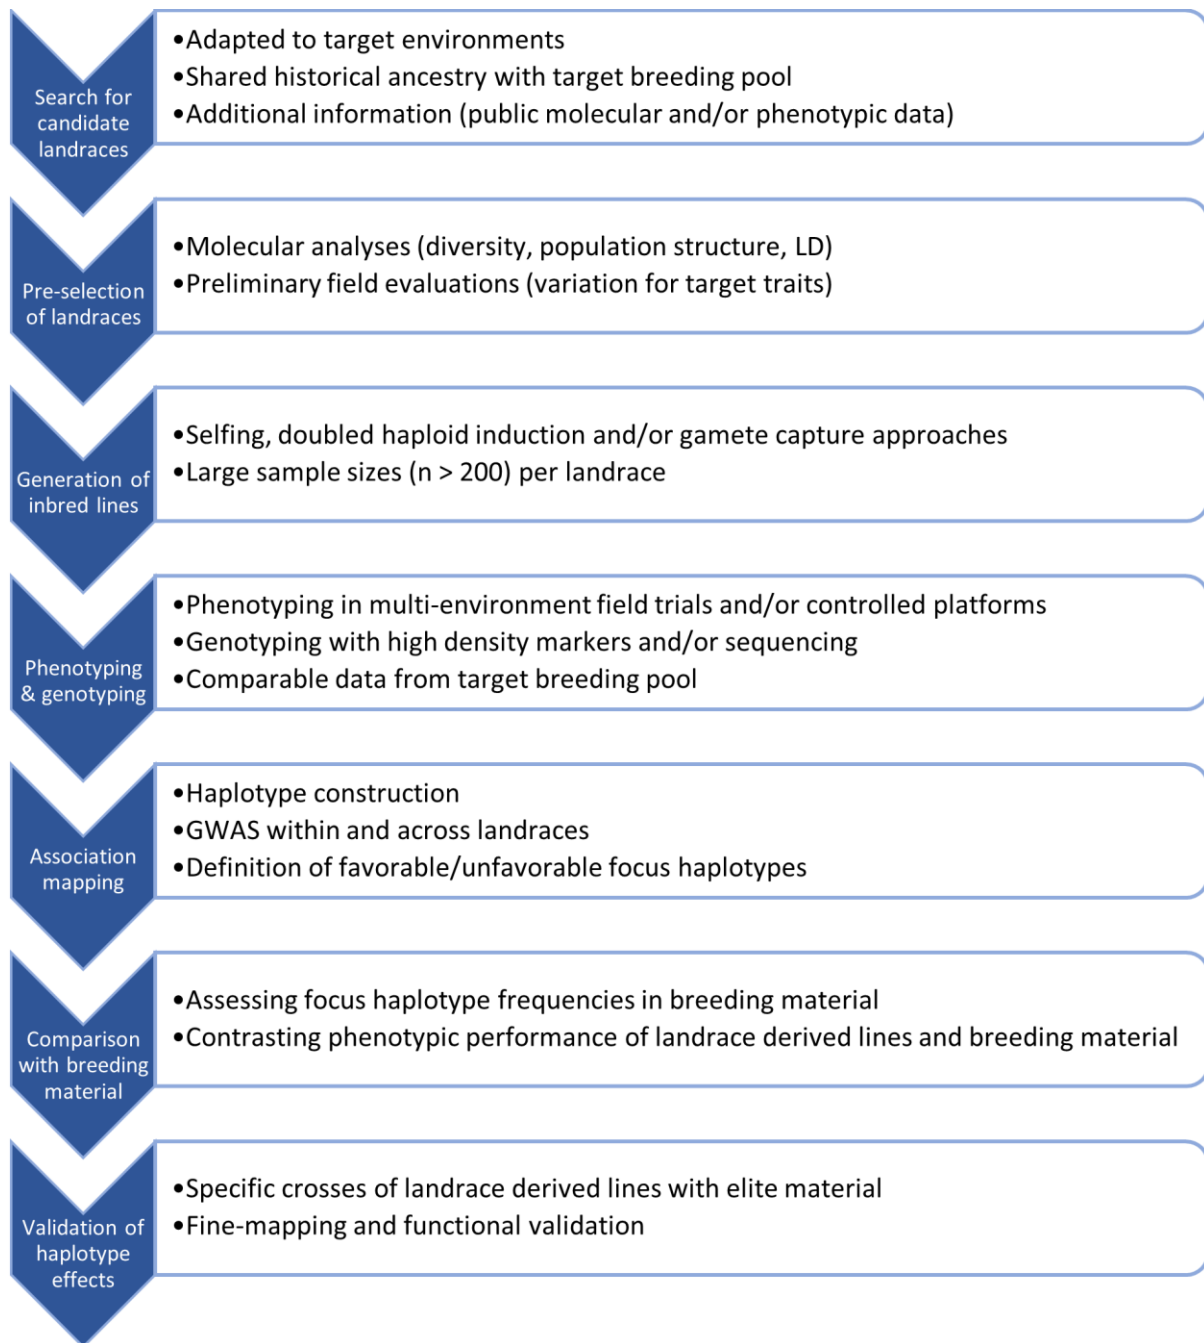 Search for
candidate
landraces
•Adapted to target environments
•Shared historical ancestry with target breeding pool
•Additional information (public molecular and/or phenotypic data)
Pre-selection
of landraces
•Molecular analyses (diversity, population structure, LD)
•Preliminary field evaluations (variation for target traits)
Generation of
inbred lines
•Selfing, doubled haploid induction and/or gamete capture approaches
•Large sample sizes (n > 200) per landrace
Phenotyping
& genotyping
•Phenotyping in multi-environment field trials and/or controlled platforms
•Genotyping with high density markers and/or sequencing
•Comparable data from target breeding pool
Association
mapping
•Haplotype construction
•GWAS within and across landraces
•Definition of favorable/unfavorable focus haplotypes
Comparison
with breeding
material
•Assessing focus haplotype frequencies in breeding material
•Contrasting phenotypic performance of landrace derived lines and breeding material
Validation of
haplotype
effects
•Specific crosses of landrace derived lines with elite material
•Fine-mapping and functional validation